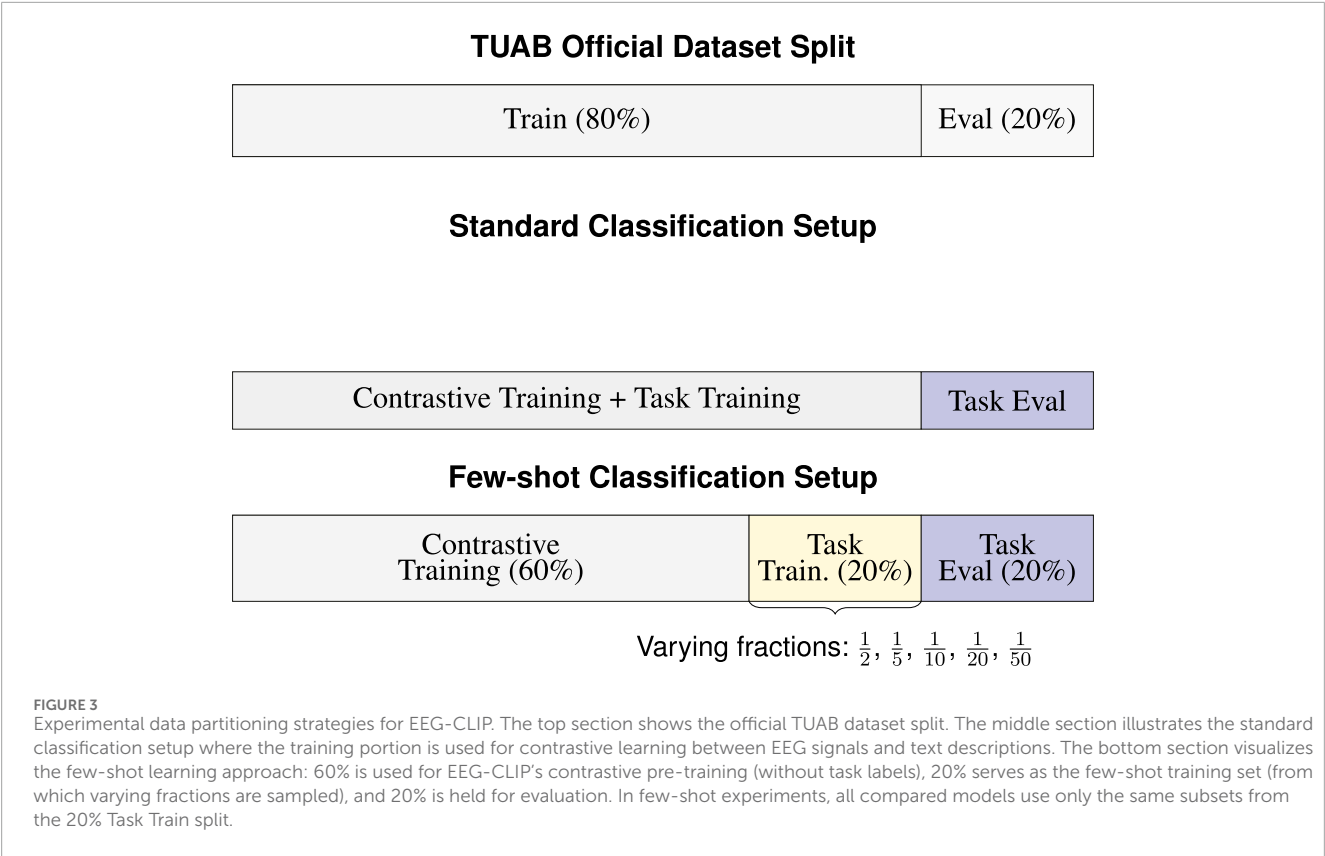 TUAB Official Dataset Split
Train (80%)
Eval (20%)
Standard Classification Setup
Contrastive Training + Task Training
Task Eval
Few-shot Classification Setup
Contrastive
Training (60%)
Task
Train. (20%)
Task
Eval (20%)
Varying fractions: 1/2, 1/5, 1/10, 1/20, 1/50
FIGURE 3
Experimental data partitioning strategies for EEG-CLIP. The top section shows the official TUAB dataset split. The middle section illustrates the standard
classification setup where the training portion is used for contrastive learning between EEG signals and text descriptions. The bottom section visualizes
the few-shot learning approach: 60% is used for EEG-CLIP’s contrastive pre-training (without task labels), 20% serves as the few-shot training set (from
which varying fractions are sampled), and 20% is held for evaluation. In few-shot experiments, all compared models use only the same subsets from
the 20% Task Train split.